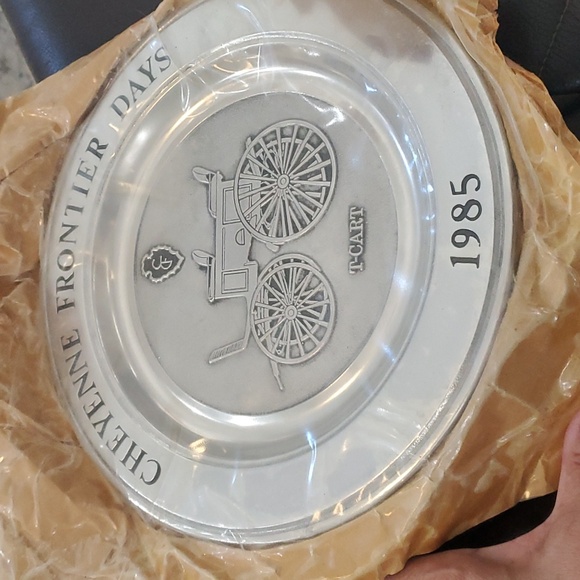 CHEYENNE FRONTIER DAYS
T-CART
1985